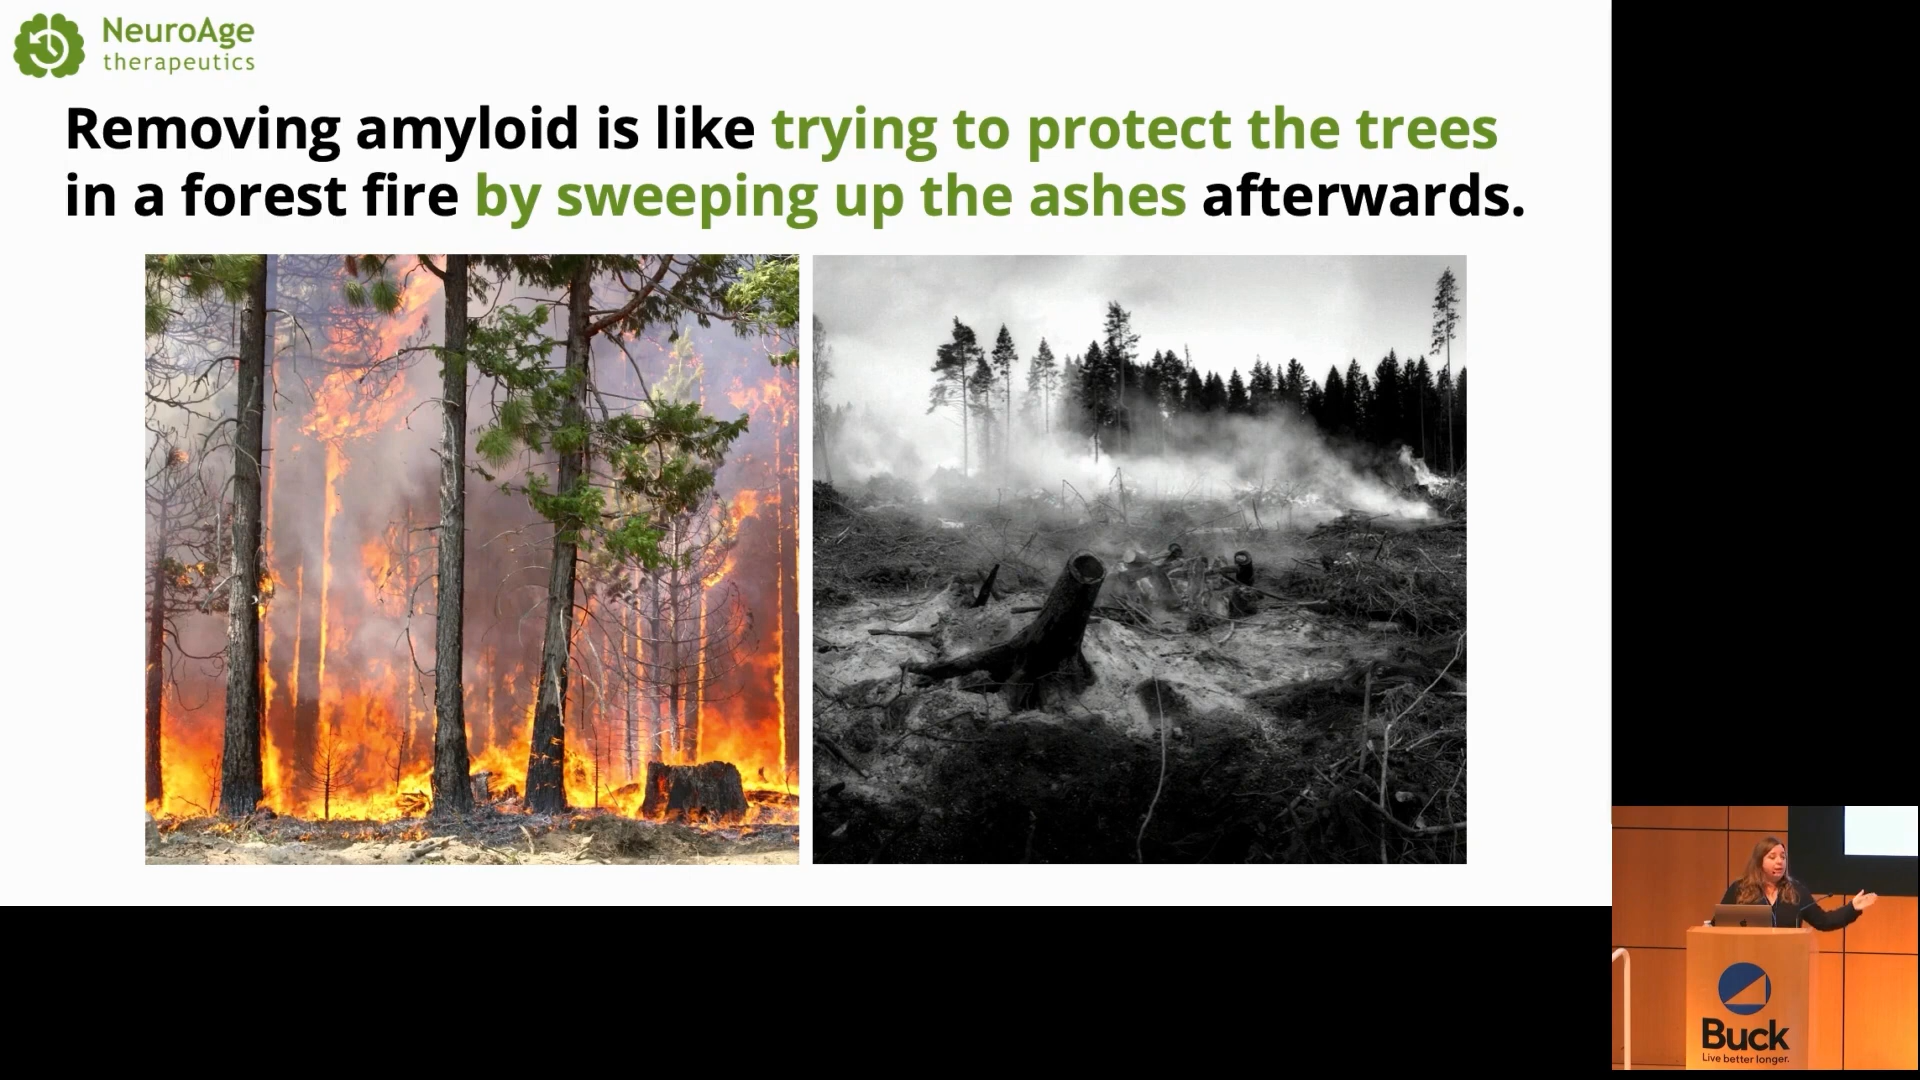 NeuroAge
therapeutics
Removing amyloid is like trying to protect the trees
in a forest fire by sweeping up the ashes afterwards.
Buck
Live better longer.